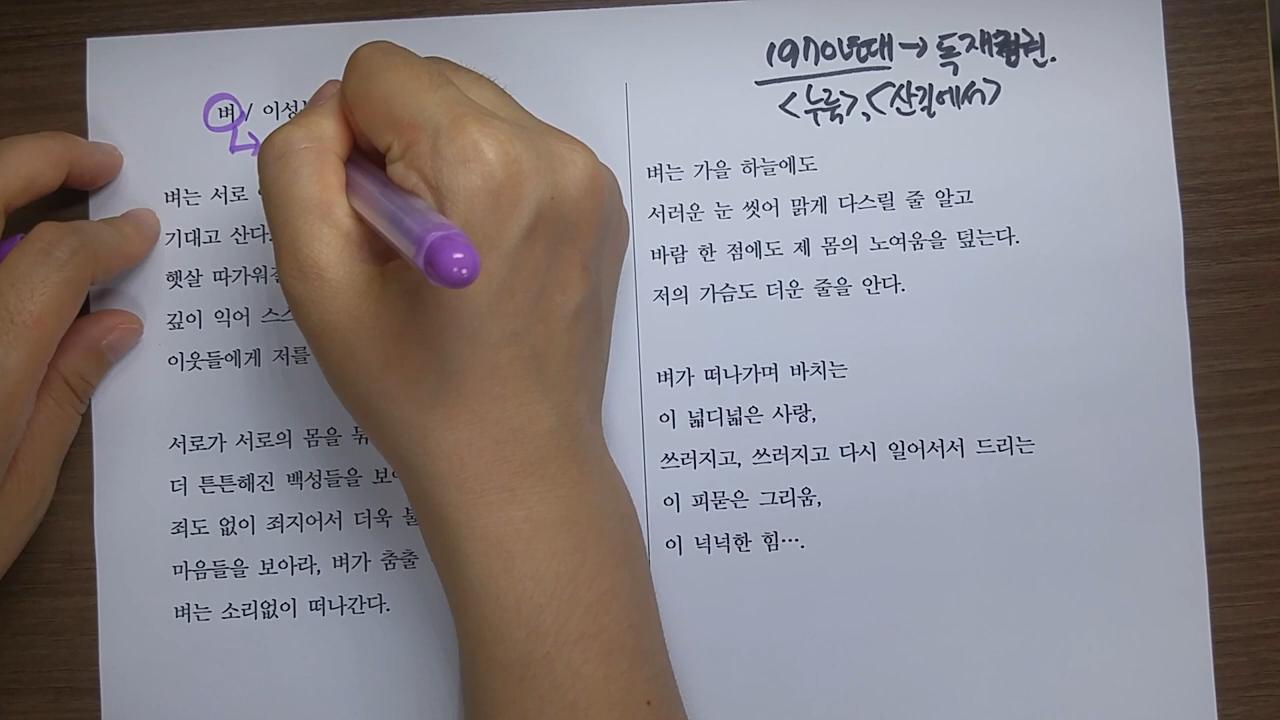 1970년대 → 독재정권.
<누룩>, <산길에서>
벼 / 이성
벼는 서로
기대고 산다.
햇살 따가워
깊이 익어 스스
이웃들에게 저를
서로가 서로의 몸을 묶
더 튼튼해진 백성들을 보아
죄도 없이 죄지어서 더욱 불
마음들을 보아라, 벼가 춤출
벼는 소리없이 떠나간다.
벼는 가을 하늘에도
서러운 눈 씻어 맑게 다스릴 줄 알고
바람 한 점에도 제 몸의 노여움을 덮는다.
저의 가슴도 더운 줄을 안다.
벼가 떠나가며 바치는
이 넓디넓은 사랑,
쓰러지고, 쓰러지고 다시 일어서서 드리는
이 피묻은 그리움,
이 넉넉한 힘….